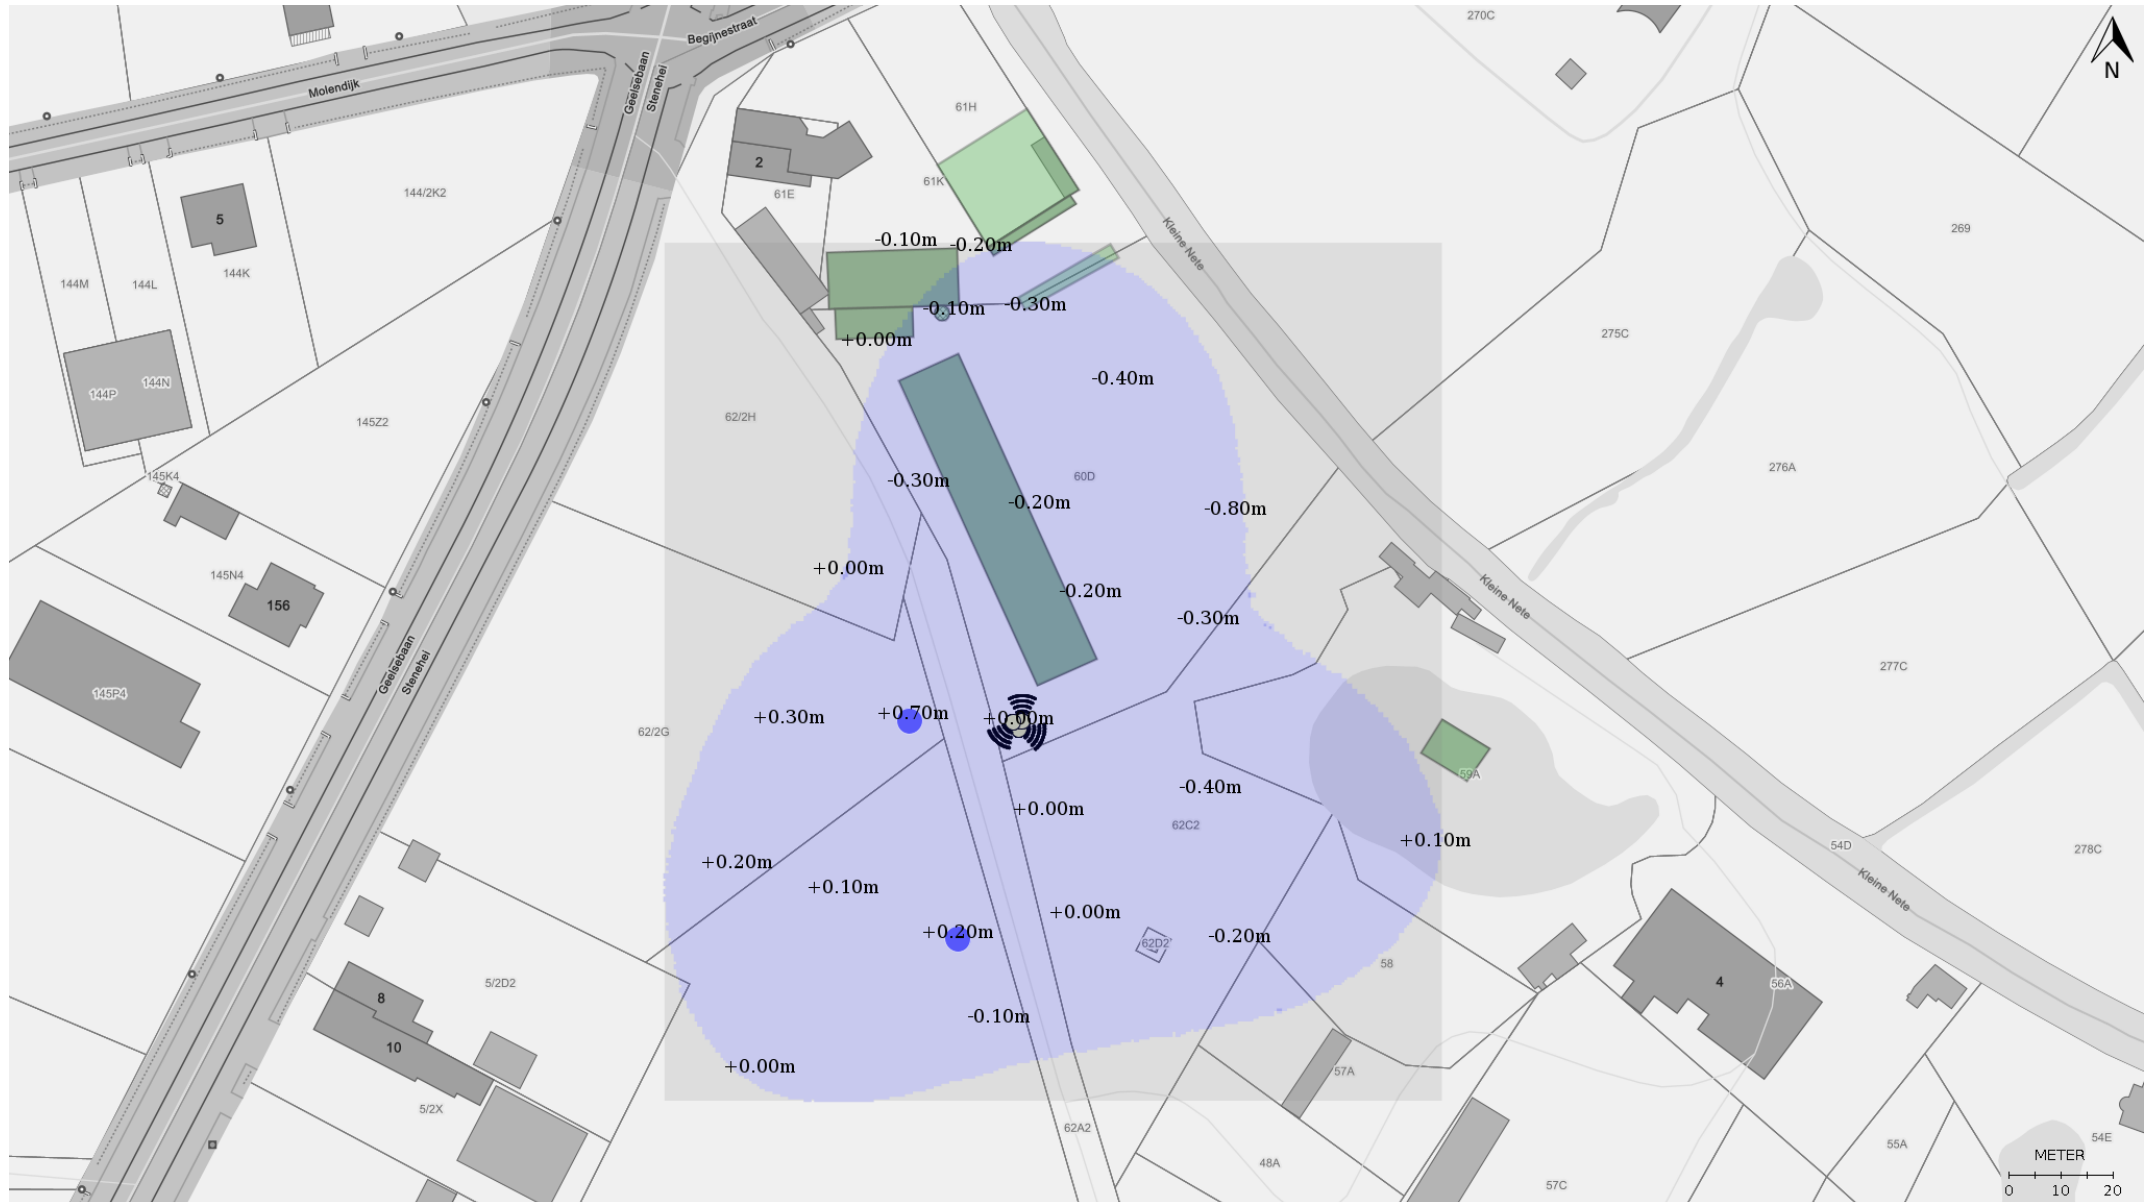 Begijnestraat
270C
N
Molendijk
Geelsebaan
Stenehei
61H
2
61K
61E
144/2K2
5
269
Kleine Nete
-0.10m
-0.20m
144K
144M
144L
-0.10m
-0.30m
275C
+0.00m
-0.40m
144N
144P
62/2H
145Z2
276A
145K4
60D
-0.30m
-0.20m
-0.80m
+0.00m
145N4
156
-0.20m
-0.30m
Kleine Nete
Geelsebaan
Stenehei
277C
145P4
+0.30m
+0.70m
+0.00m
62/2G
59A
-0.40m
+0.00m
62C2
+0.10m
54D
278C
+0.20m
+0.10m
Kleine Nete
+0.00m
+0.20m
-0.20m
62D2
58
5/2D2
4
56A
8
-0.10m
10
+0.00m
57A
5/2X
62A2
54E
55A
METER
48A
57C
0 10 20